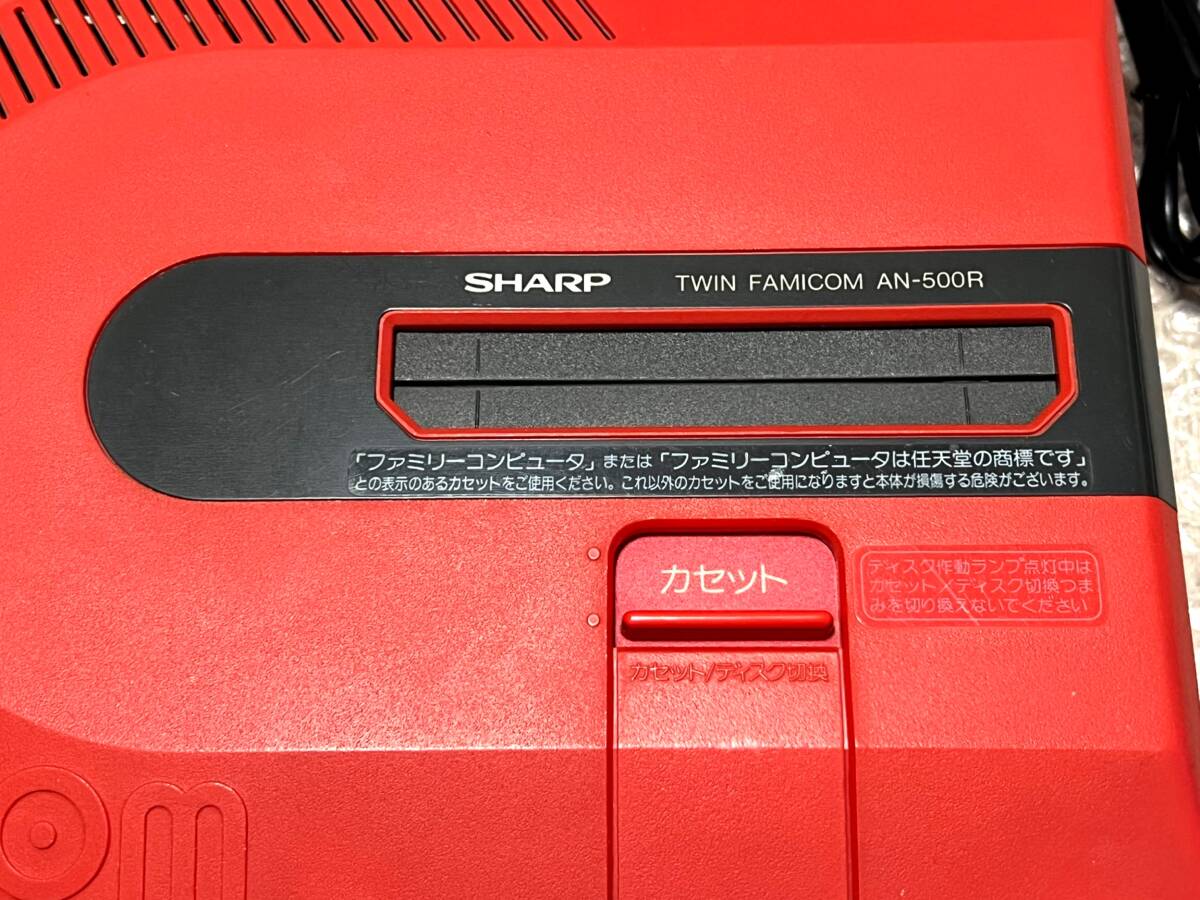 SHARP TWIN FAMICOM AN-500R
「ファミリーコンピュータ」または「ファミリーコンピュータは任天堂の商標です」
との表示のあるカセットをご使用ください。これ以外のカセットをご使用になりますと本体が損傷する危険がございます。
カセット
ディスク作動ランプ点灯中は
カセット/ディスク切換つま
みを切り換えないでください
カセット/ディスク切換
om